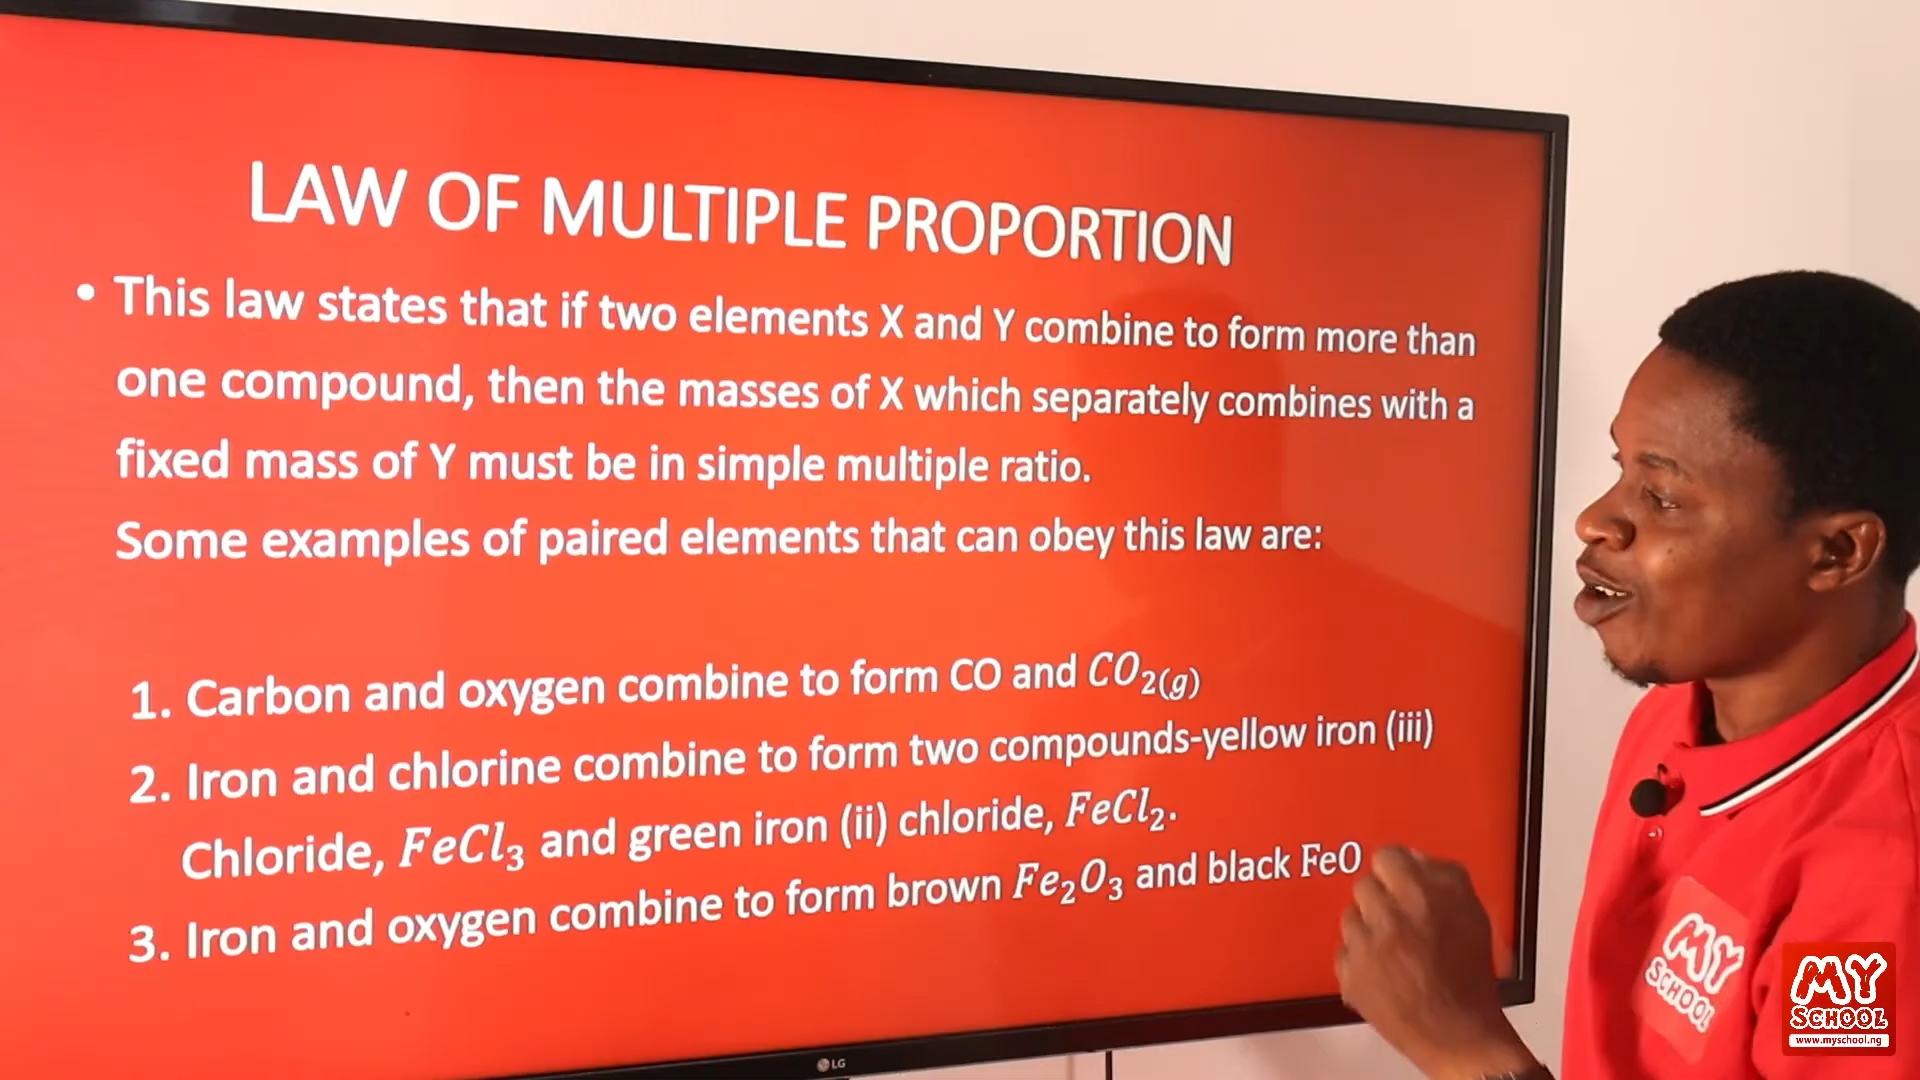 LAW OF MULTIPLE PROPORTION
• This law states that if two elements X and Y combine to form more than
one compound, then the masses of X which separately combines with a
fixed mass of Y must be in simple multiple ratio.
Some examples of paired elements that can obey this law are:
1. Carbon and oxygen combine to form CO and CO₂(g)
2. Iron and chlorine combine to form two compounds-yellow iron (iii)
Chloride, FeCl₃ and green iron (ii) chloride, FeCl₂.
3. Iron and oxygen combine to form brown Fe₂O₃ and black FeO
LG
MY
SCHOOL
MY
SCHOOL
www.myschool.ng